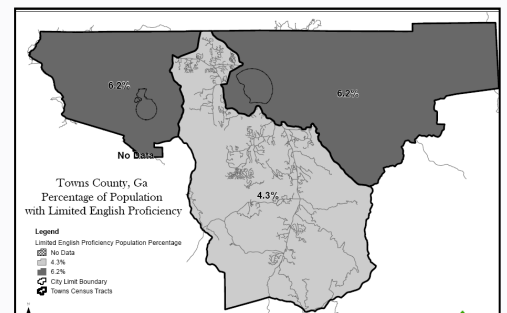 6.2%
6.2%
No Data
4.3%
Towns County, Ga
Percentage of Population
with Limited English Proficiency
Legend
Limited English Proficiency Population Percentage
No Data
4.3%
6.2%
City Limit Boundary
Towns Census Tracts